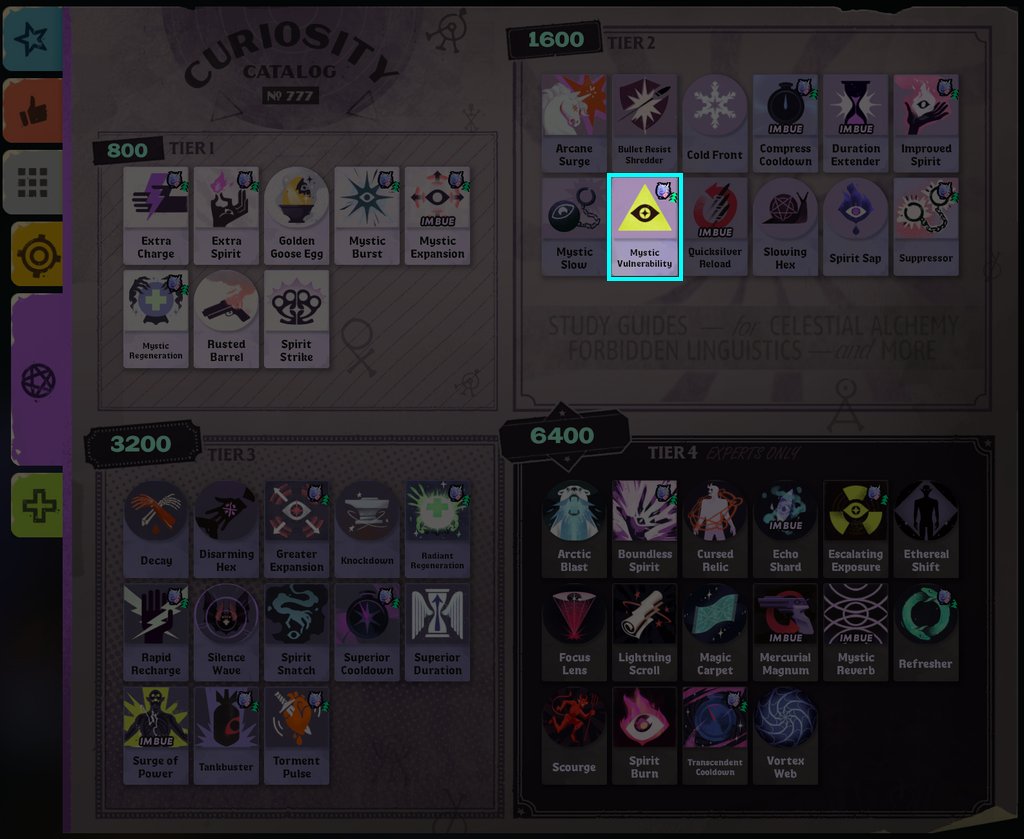 CURIOSITY
CATALOG
Nº 777
800 TIER 1
Extra Charge
Extra Spirit
Golden Goose Egg
Mystic Burst
IMBUE
Mystic Expansion
Mystic Regeneration
Rusted Barrel
Spirit Strike
1600 TIER 2
Arcane Surge
Bullet Resist Shredder
Cold Front
IMBUE
Compress Cooldown
IMBUE
Duration Extender
Improved Spirit
Mystic Slow
Mystic Vulnerability
IMBUE
Quicksilver Reload
Slowing Hex
Spirit Sap
Suppressor
STUDY GUIDES — for CELESTIAL ALCHEMY
FORBIDDEN LINGUISTICS — and MORE
3200 TIER 3
Decay
Disarming Hex
Greater Expansion
Knockdown
Radiant Regeneration
Rapid Recharge
Silence Wave
Spirit Snatch
Superior Cooldown
Superior Duration
IMBUE
Surge of Power
Tankbuster
Torment Pulse
6400 TIER 4 EXPERTS ONLY
Arctic Blast
Boundless Spirit
Cursed Relic
IMBUE
Echo Shard
Escalating Exposure
Ethereal Shift
Focus Lens
Lightning Scroll
Magic Carpet
IMBUE
Mercurial Magnum
IMBUE
Mystic Reverb
Refresher
Scourge
Spirit Burn
Transcendent Cooldown
Vortex Web